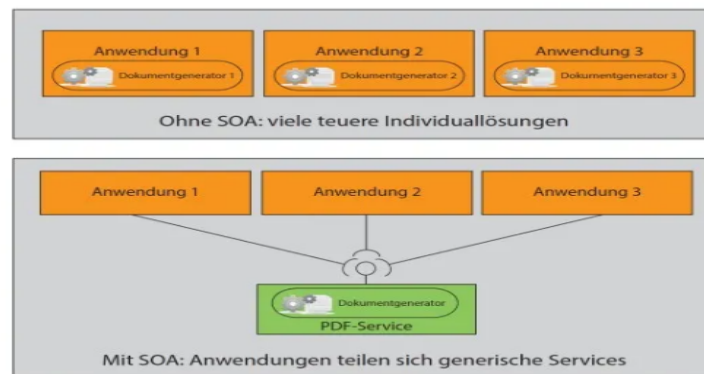 Anwendung 1 Anwendung 2 Anwendung 3
Dokumentgenerator 1 Dokumentgenerator 2 Dokumentgenerator 3
Ohne SOA: viele teuere Individuallösungen
Anwendung 1 Anwendung 2 Anwendung 3
Dokumentgenerator
PDF-Service
Mit SOA: Anwendungen teilen sich generische Services